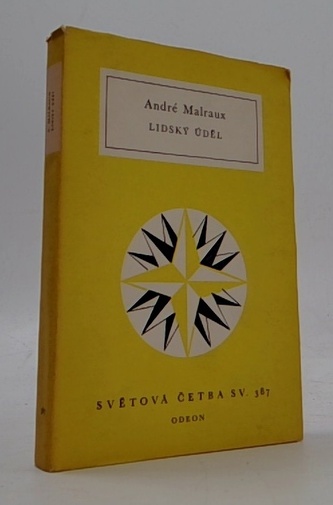 André Malraux
LIDSKÝ ÚDĚL
SVĚTOVÁ ČETBA SV. 387
ODEON